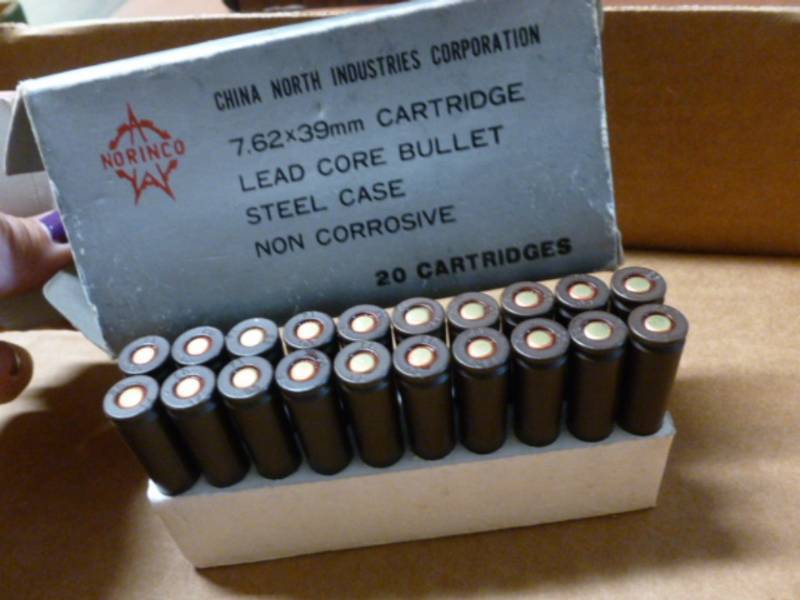 CHINA NORTH INDUSTRIES CORPORATION
NORINCO
7.62×39mm CARTRIDGE
LEAD CORE BULLET
STEEL CASE
NON CORROSIVE
20 CARTRIDGES